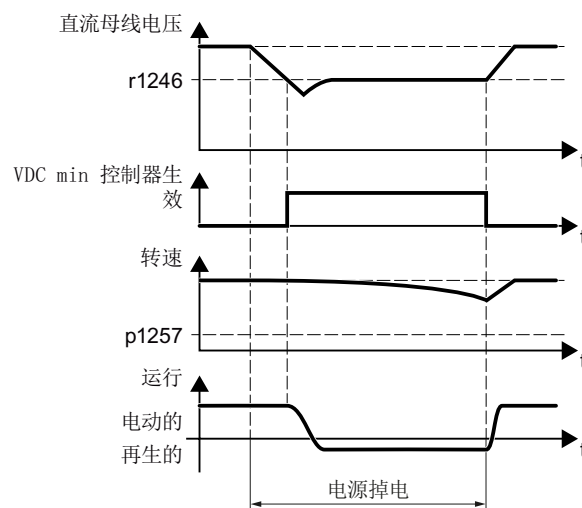 直流母线电压
r1246
t
VDC min 控制器生
效
t
转速
p1257
t
运行
电动的
再生的
t
电源掉电